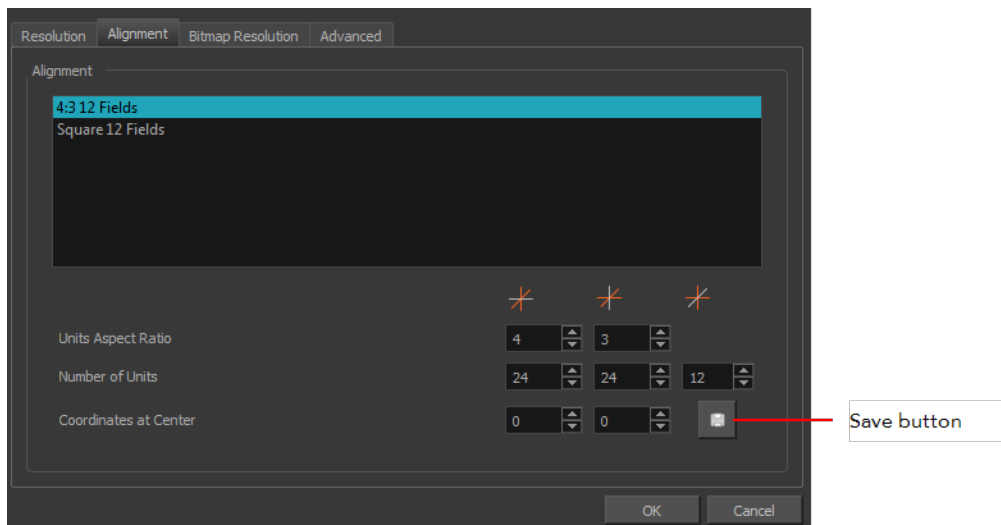 Resolution Alignment Bitmap Resolution Advanced
Alignment
4:3 12 Fields
Square 12 Fields
Units Aspect Ratio 4 3
Number of Units 24 24 12
Coordinates at Center 0 0
Save button
OK Cancel